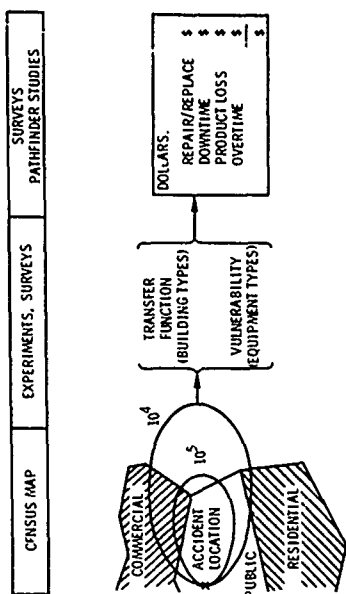 CENSUS MAP
EXPERIMENTS, SURVEYS
SURVEYS
PATHFINDER STUDIES
COMMERCIAL
ACCIDENT
LOCATION
PUBLIC
RESIDENTIAL
10⁴
10⁵
TRANSFER
FUNCTION
(BUILDING TYPES)
VULNERABILITY
(EQUIPMENT TYPES)
DOLLARS,
REPAIR/REPLACE $
DOWNTIME $
PRODUCT LOSS $
OVERTIME $
$